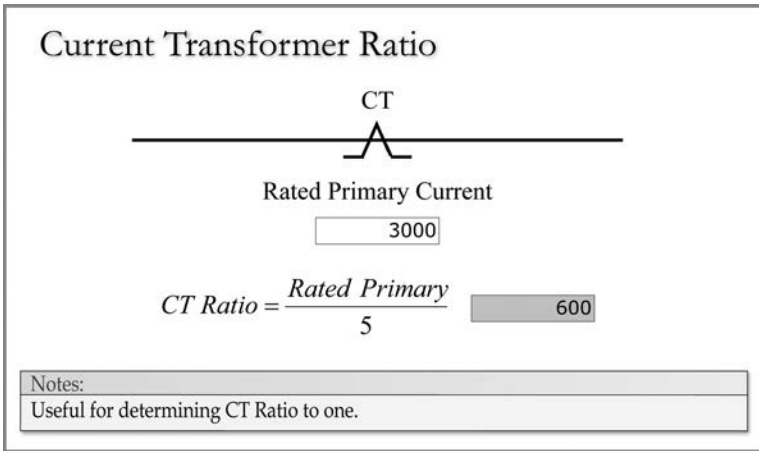 Current Transformer Ratio
CT
Rated Primary Current
3000
CT Ratio = Rated Primary / 5
600
Notes:
Useful for determining CT Ratio to one.